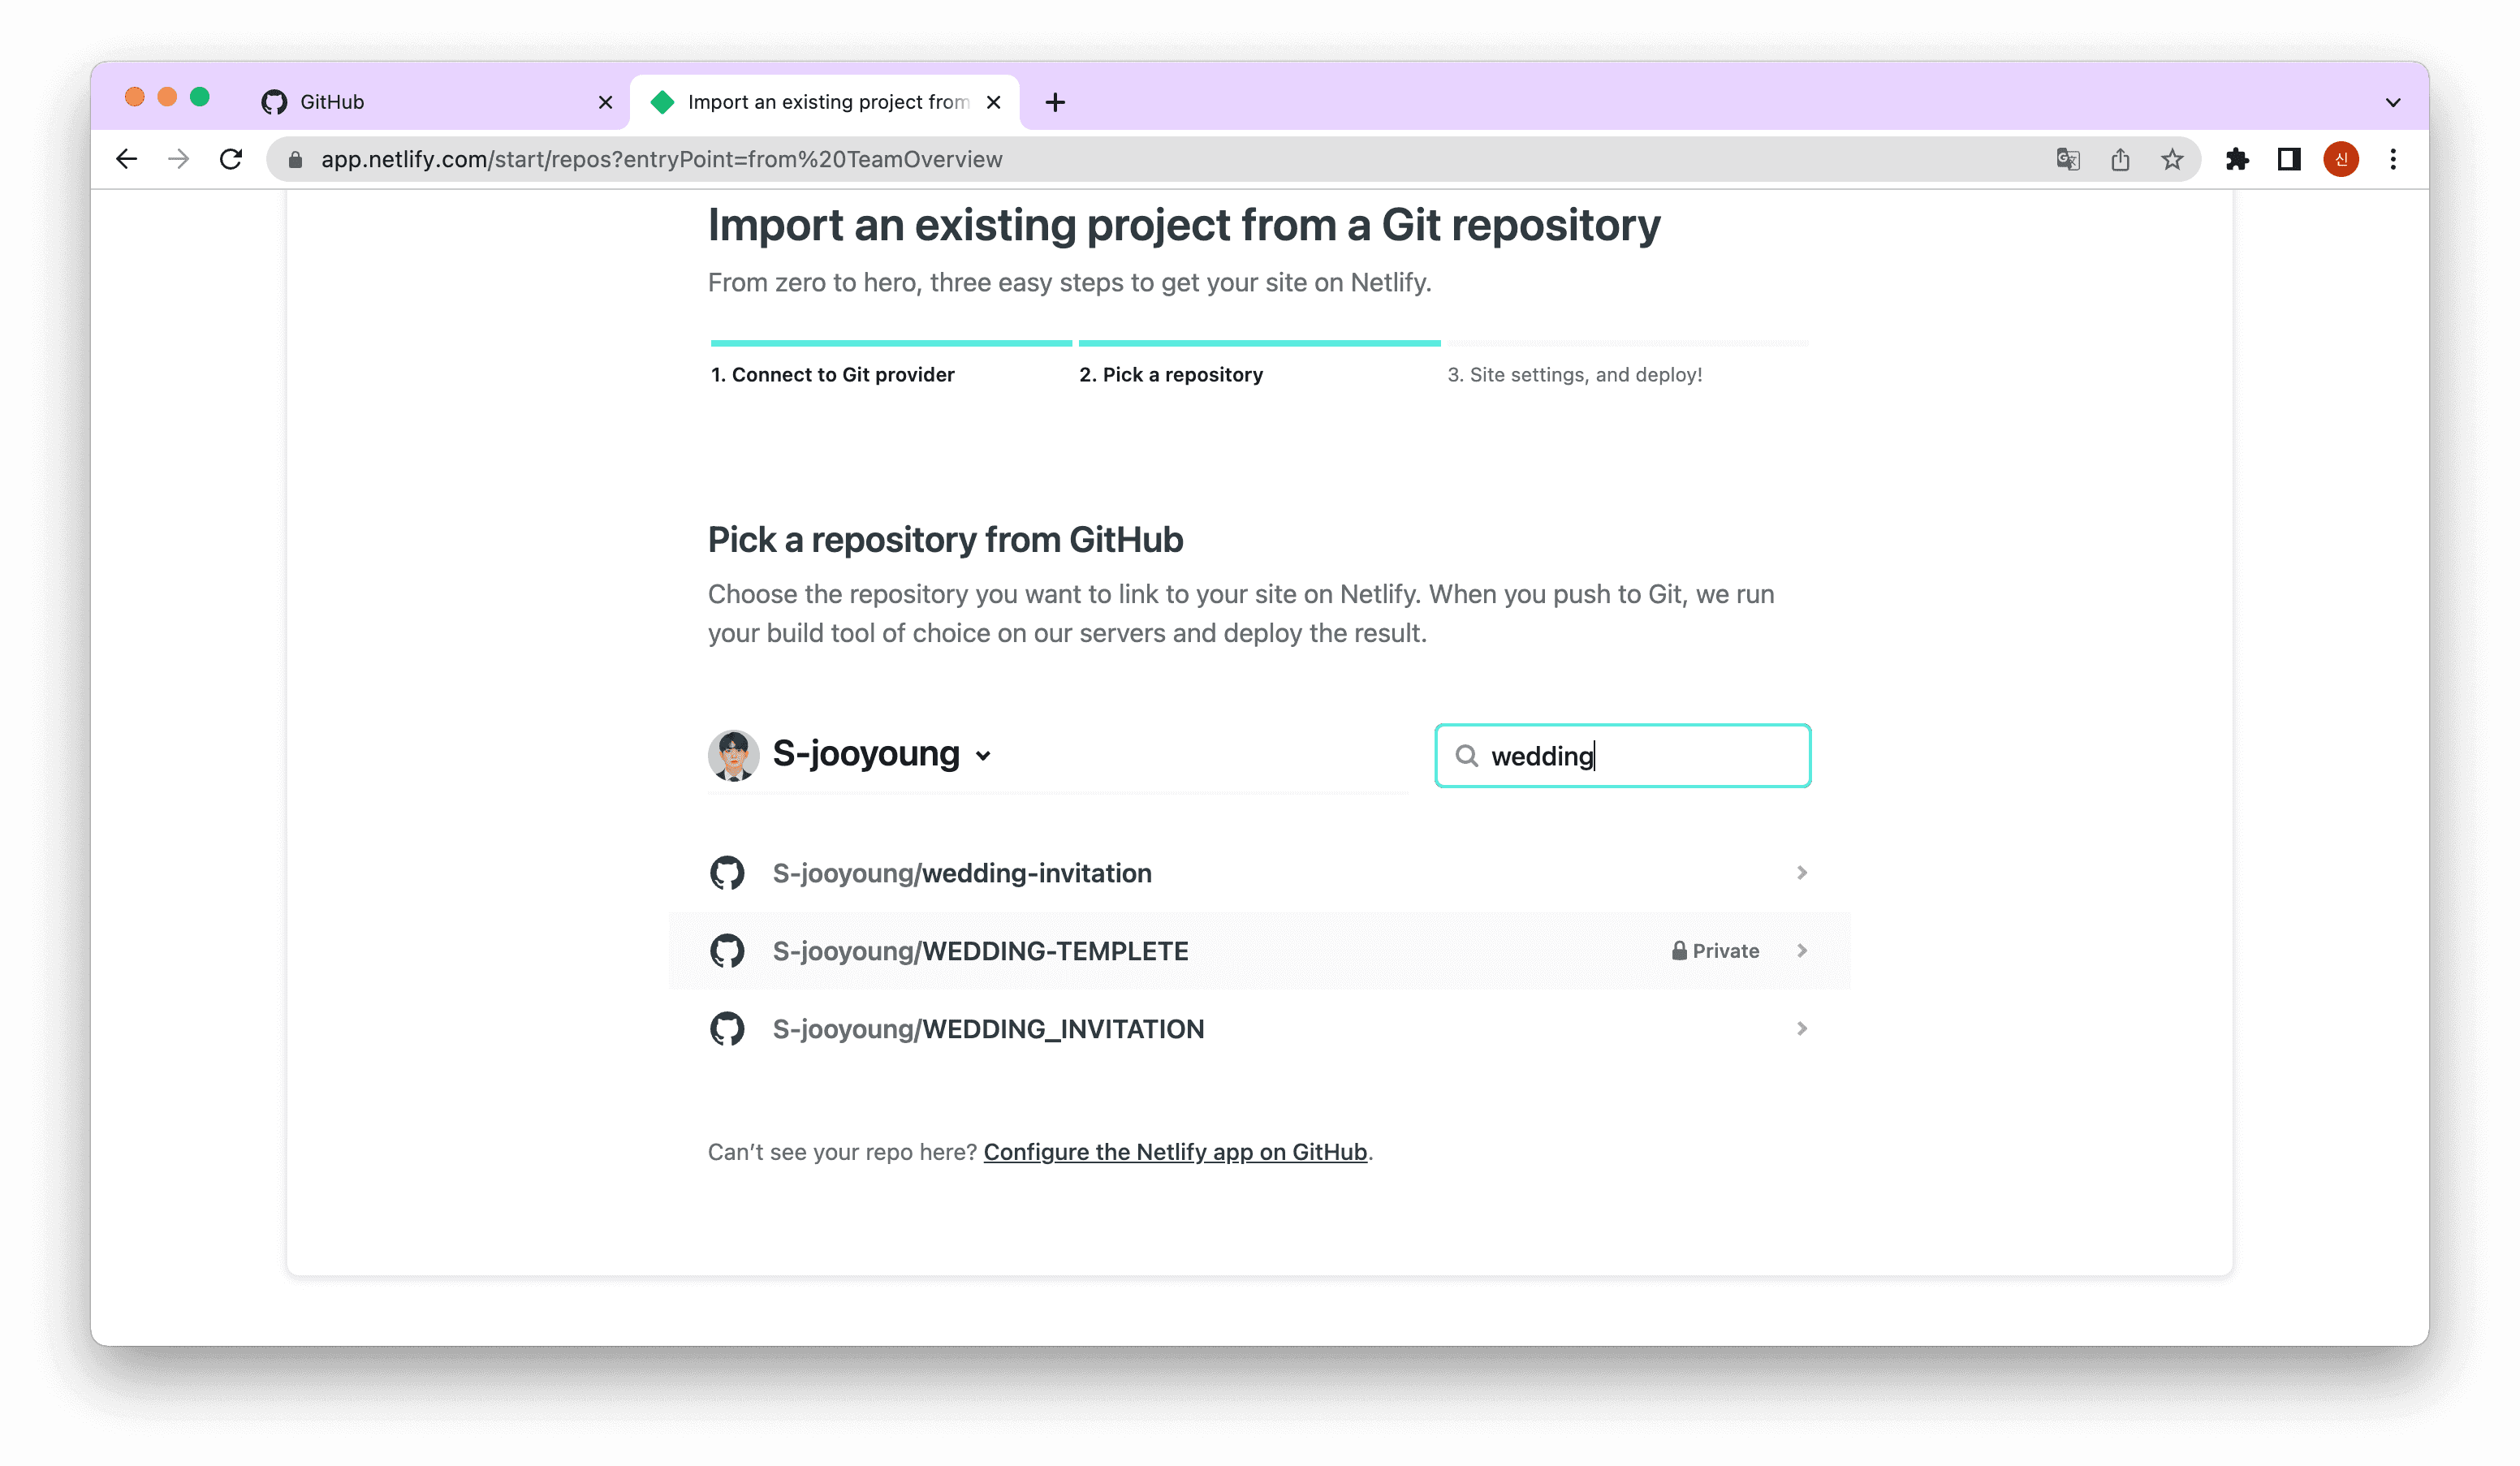 GitHub
Import an existing project from
app.netlify.com/start/repos?entryPoint=from%20TeamOverview
신
Import an existing project from a Git repository
From zero to hero, three easy steps to get your site on Netlify.
1. Connect to Git provider
2. Pick a repository
3. Site settings, and deploy!
Pick a repository from GitHub
Choose the repository you want to link to your site on Netlify. When you push to Git, we run
your build tool of choice on our servers and deploy the result.
S-jooyoung
wedding
S-jooyoung/wedding-invitation
S-jooyoung/WEDDING-TEMPLETE
Private
S-jooyoung/WEDDING_INVITATION
Can’t see your repo here? Configure the Netlify app on GitHub.